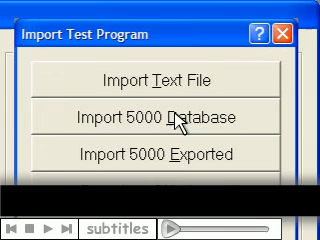 Import Test Program
Import Text File
Import 5000 Database
Import 5000 Exported
subtitles